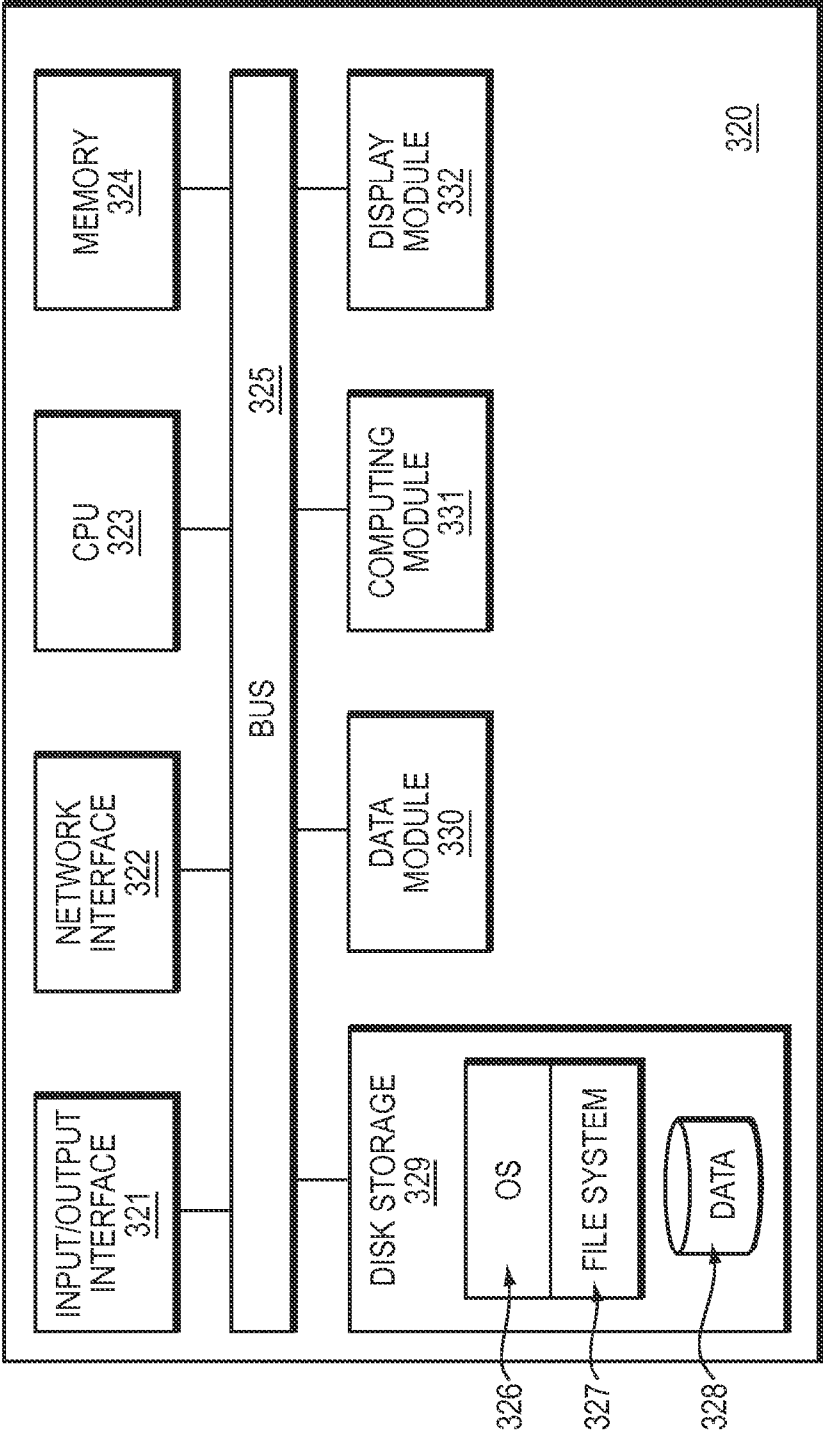 INPUT/OUTPUT
INTERFACE
321
NETWORK
INTERFACE
322
CPU
323
MEMORY
324
BUS
325
DISK STORAGE
329
OS
FILE SYSTEM
DATA
326
327
328
DATA
MODULE
330
COMPUTING
MODULE
331
DISPLAY
MODULE
332
320